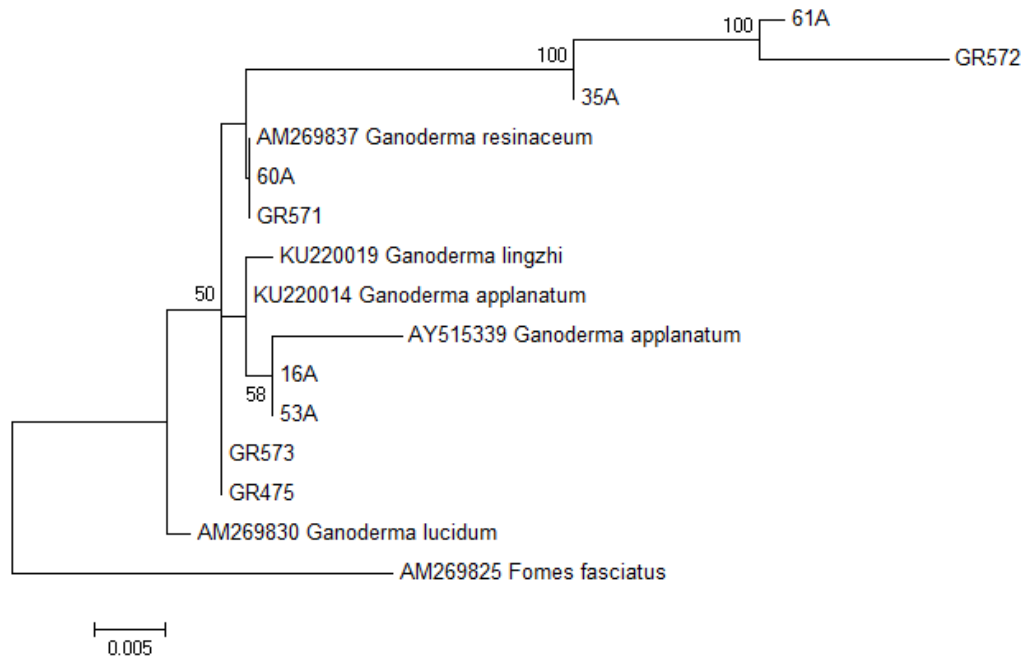 61A
100
GR572
100
35A
AM269837 Ganoderma resinaceum
60A
GR571
KU220019 Ganoderma lingzhi
50
KU220014 Ganoderma applanatum
AY515339 Ganoderma applanatum
16A
58
53A
GR573
GR475
AM269830 Ganoderma lucidum
AM269825 Fomes fasciatus
0.005